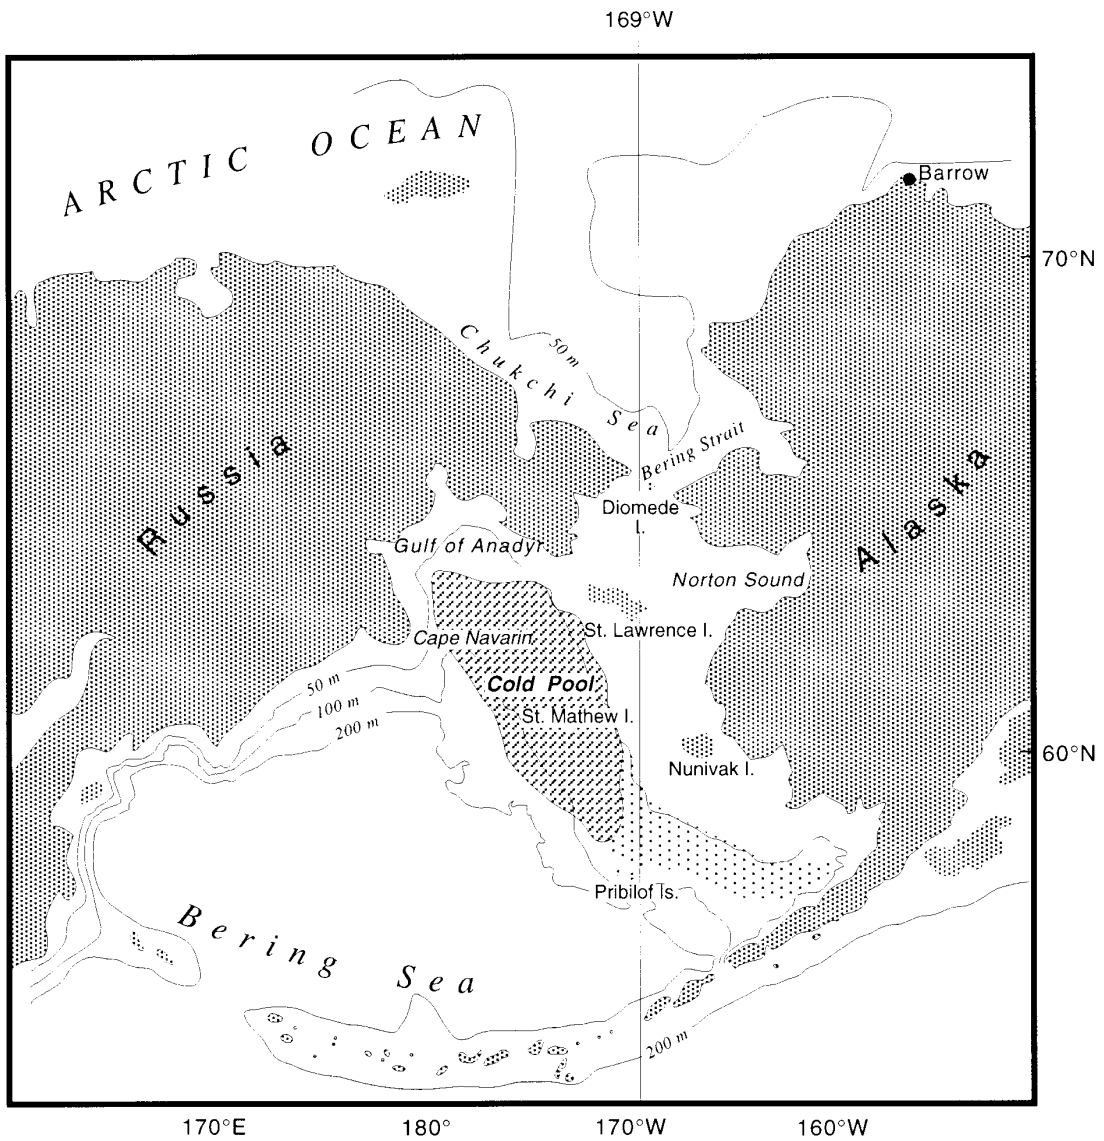 169°W
ARCTIC OCEAN
Barrow
70°N
Chukchi Sea
50 m
Bering Strait
Russia
Alaska
Diomede
I.
Gulf of Anadyr
Norton Sound
St. Lawrence I.
Cape Navarin
50 m
Cold Pool
100 m
St. Mathew I.
200 m
60°N
Nunivak I.
Pribilof Is.
Bering Sea
200 m
170°E
180°
170°W
160°W